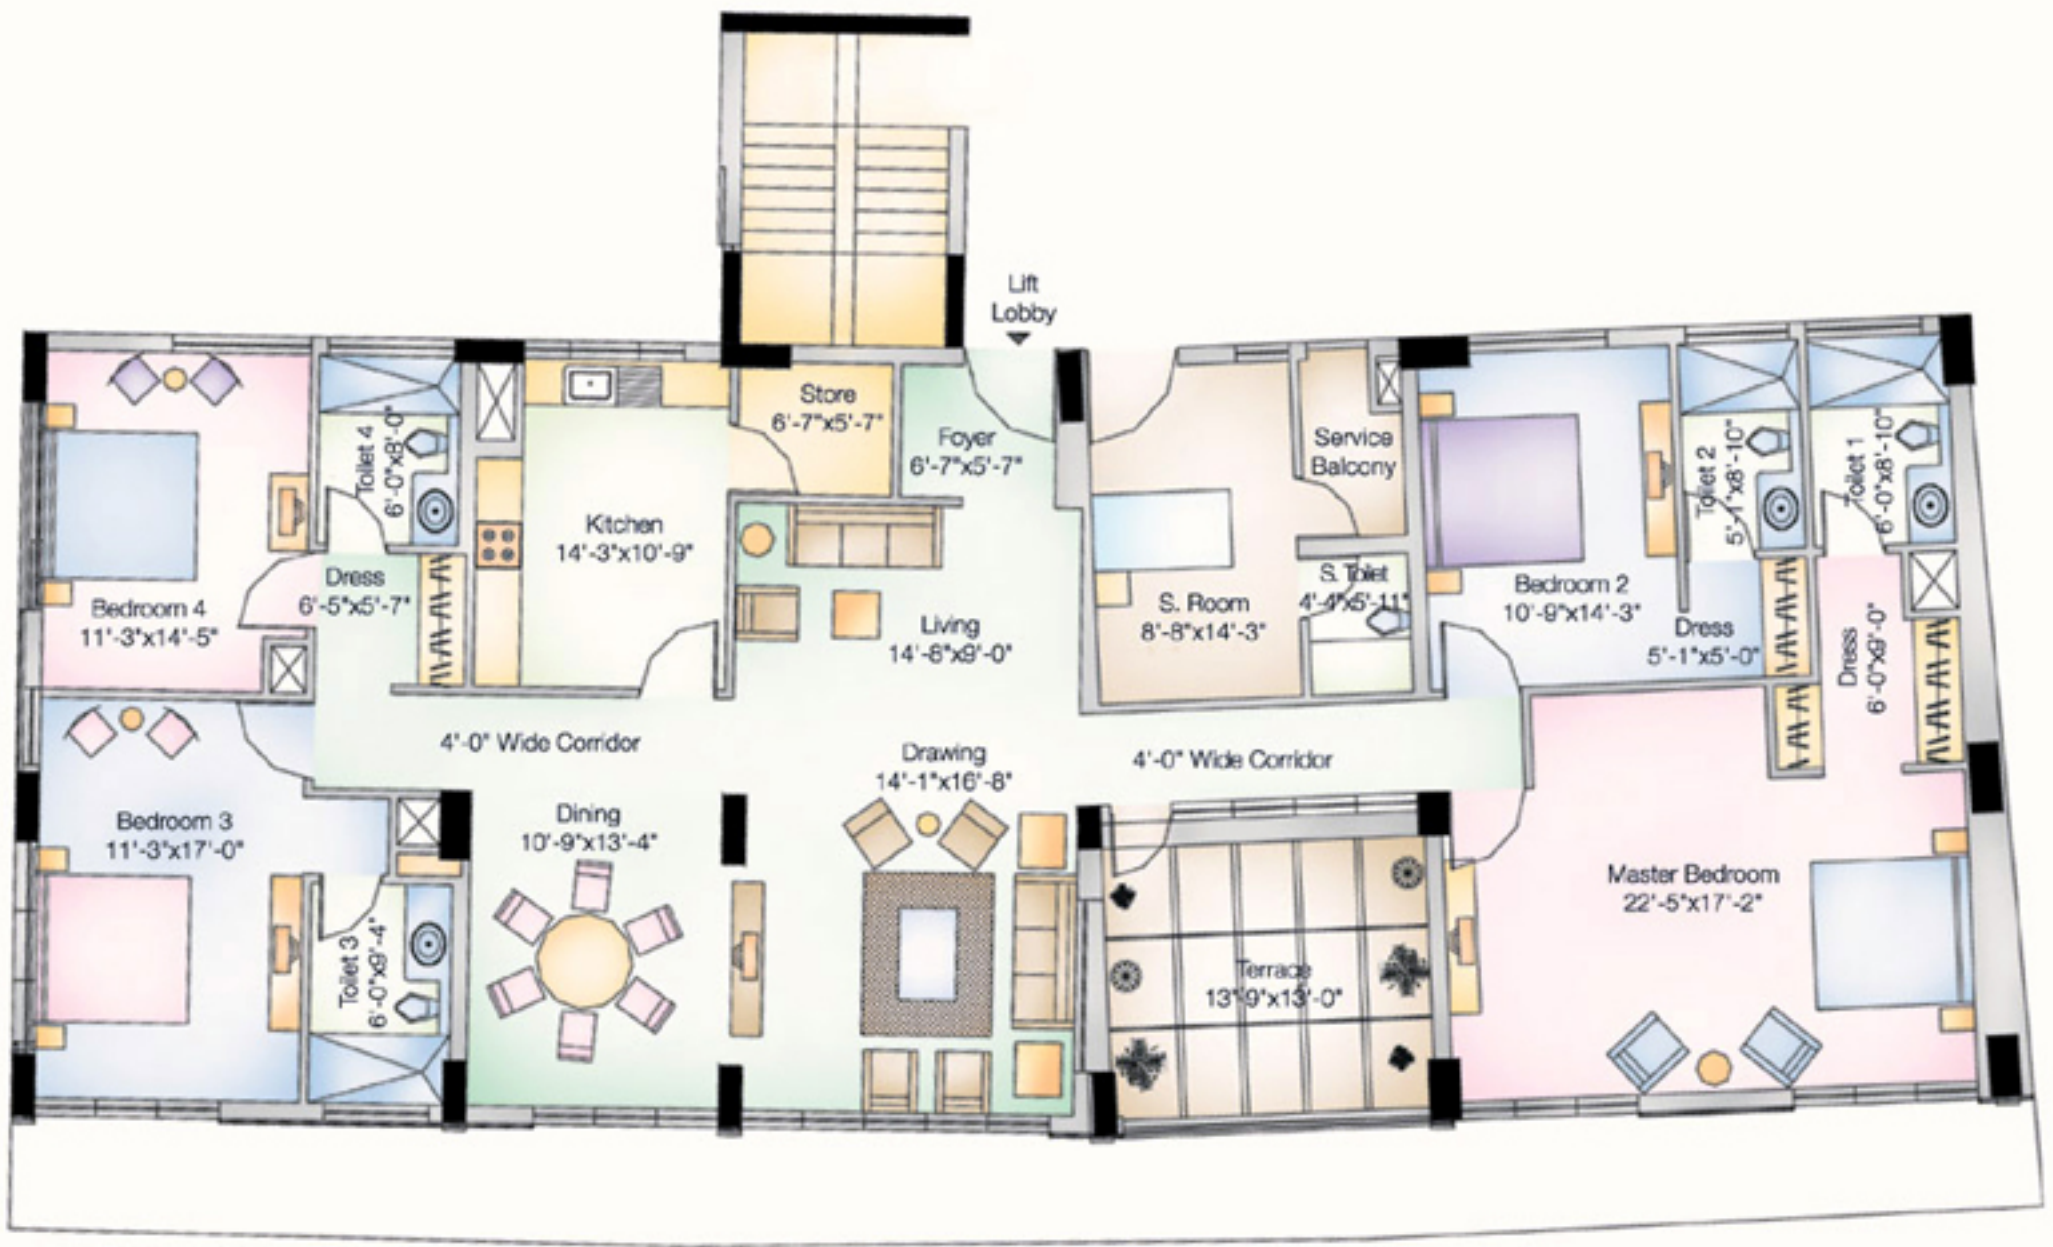 Lift
Lobby
Store
6'-7"x5'-7"
Foyer
6'-7"x5'-7"
Toilet 4
6'-0"x8'-0"
Kitchen
14'-3"x10'-9"
Service
Balcony
Toilet 2
5'-1"x8'-10"
Toilet 1
6'-0"x8'-10"
Bedroom 4
11'-3"x14'-5"
Dress
6'-5"x5'-7"
Living
14'-8"x9'-0"
S. Room
8'-8"x14'-3"
S. Toilet
4'-4"x5'-11"
Bedroom 2
10'-9"x14'-3"
Dress
5'-1"x5'-0"
Dress
6'-0"x9'-0"
4'-0" Wide Corridor
Drawing
14'-1"x16'-8"
4'-0" Wide Corridor
Bedroom 3
11'-3"x17'-0"
Dining
10'-9"x13'-4"
Toilet 3
6'-0"x9'-4"
Terrace
13'-9"x13'-0"
Master Bedroom
22'-5"x17'-2"